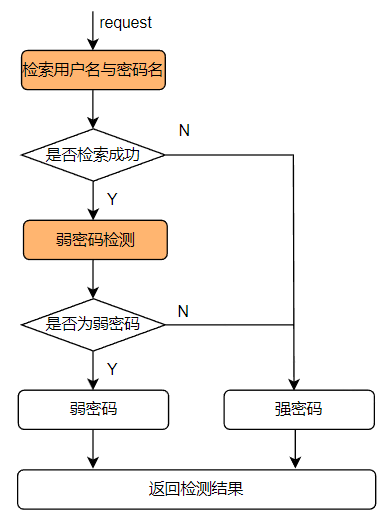 request
检索用户名与密码名
N
是否检索成功
Y
弱密码检测
N
是否为弱密码
Y
弱密码
强密码
返回检测结果